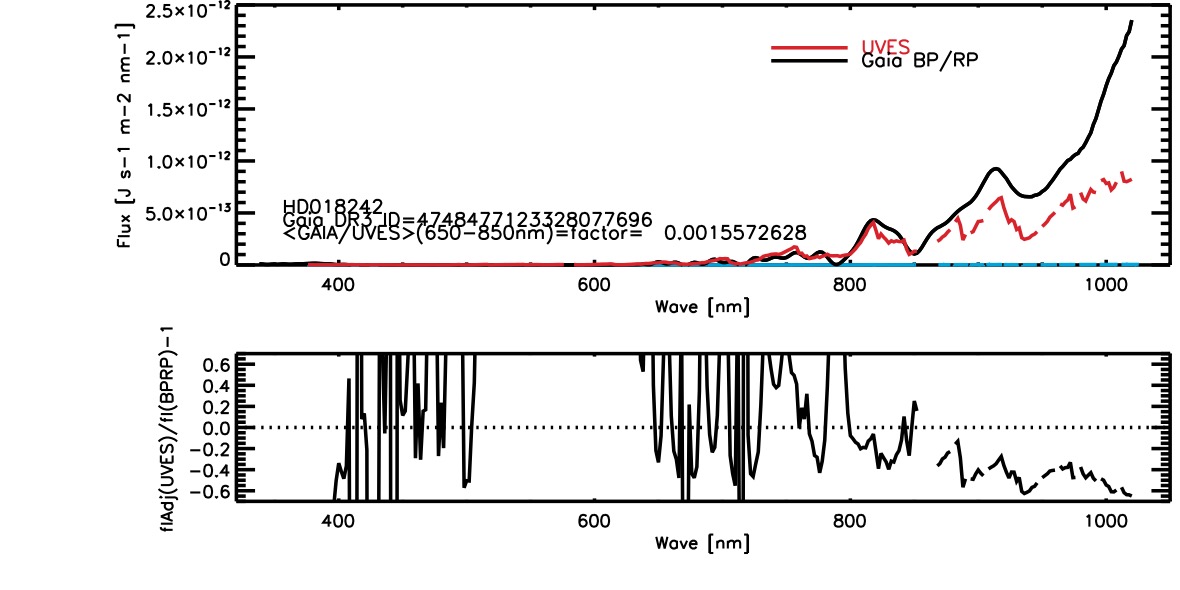 2.5×10⁻¹²
2.0×10⁻¹²
1.5×10⁻¹²
1.0×10⁻¹²
5.0×10⁻¹³
0
Flux [J s−1 m−2 nm−1]
UVES
Gaia BP/RP
HD018242
Gaia DR3 ID=4748477123328077696
<GAIA/UVES>(650−850nm)=factor= 0.0015572628
400 600 800 1000
Wave [nm]
0.6
0.4
0.2
0.0
−0.2
−0.4
−0.6
flAdj(UVES)/fl(BPRP)−1
400 600 800 1000
Wave [nm]